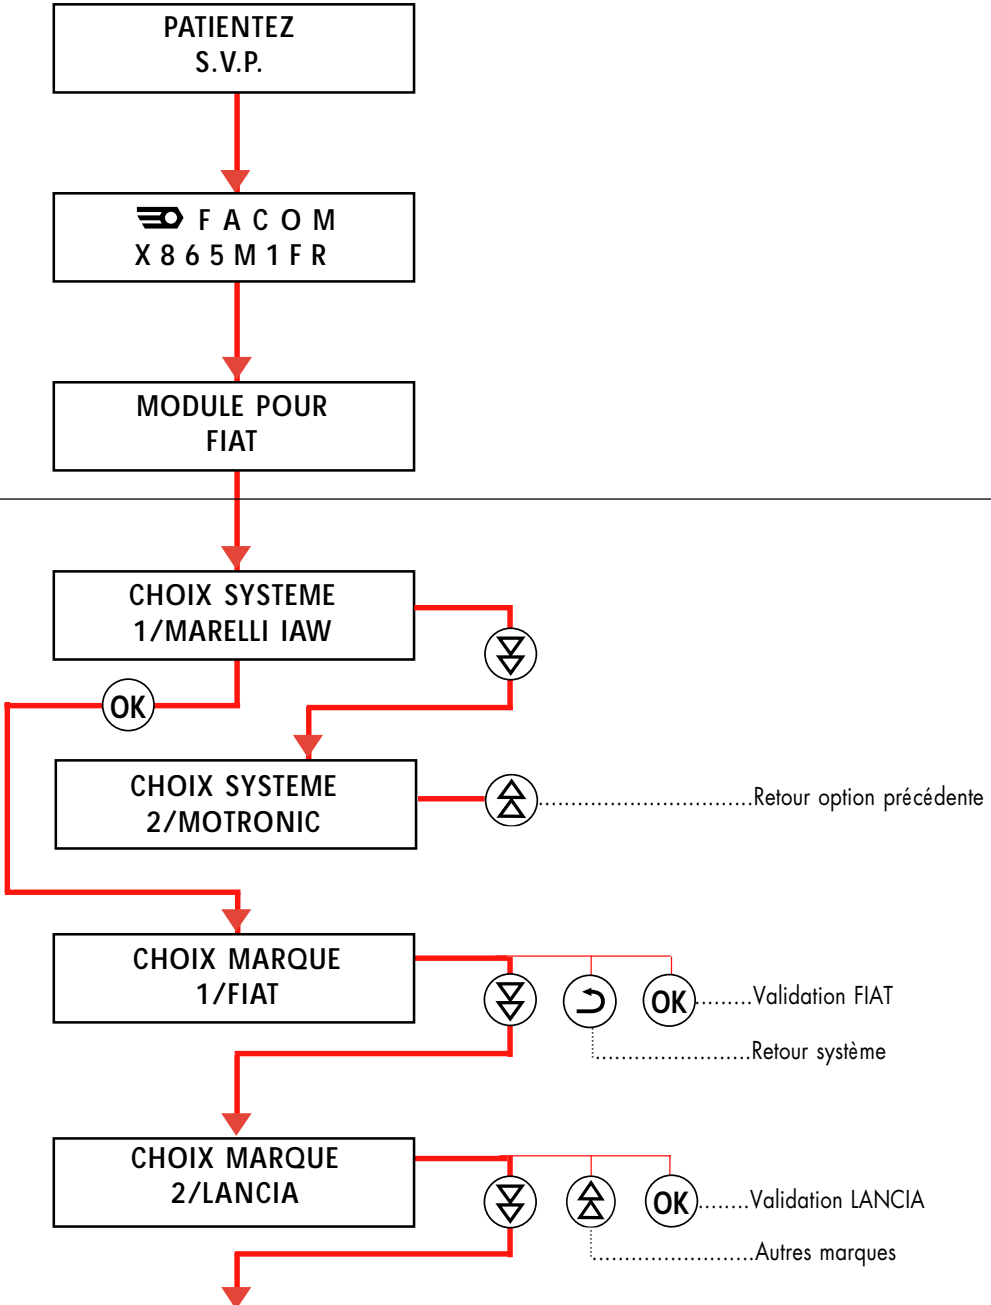 PATIENTEZ
S.V.P.
FACOM
X865M1FR
MODULE POUR
FIAT
CHOIX SYSTEME
1/MARELLI IAW
OK
CHOIX SYSTEME
2/MOTRONIC
.................................Retour option précédente
CHOIX MARQUE
1/FIAT
OK.........Validation FIAT
........................Retour système
CHOIX MARQUE
2/LANCIA
OK........Validation LANCIA
.........................Autres marques